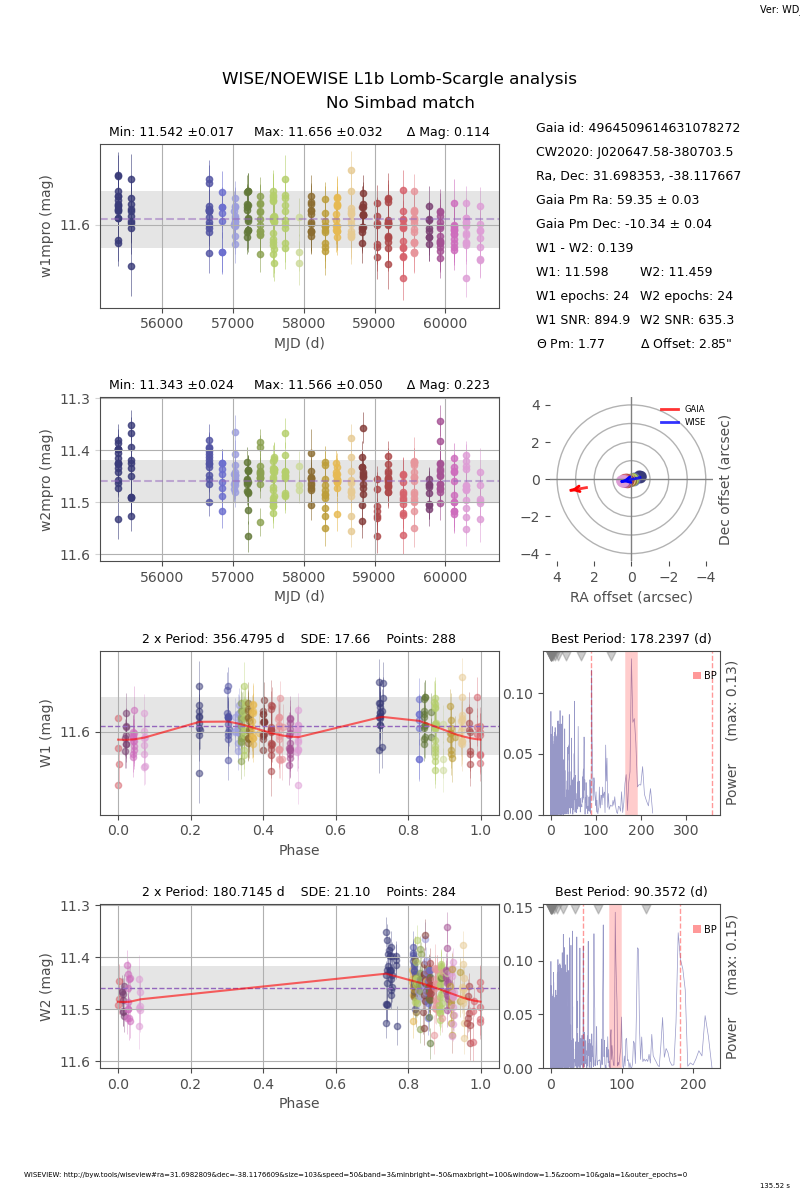 Ver: WD_
WISE/NOEWISE L1b Lomb-Scargle analysis
No Simbad match
Min: 11.542 ±0.017 Max: 11.656 ±0.032 Δ Mag: 0.114
w1mpro (mag)
11.6
56000 57000 58000 59000 60000
MJD (d)
Gaia id: 4964509614631078272
CW2020: J020647.58-380703.5
Ra, Dec: 31.698353, -38.117667
Gaia Pm Ra: 59.35 ± 0.03
Gaia Pm Dec: -10.34 ± 0.04
W1 - W2: 0.139
W1: 11.598 W2: 11.459
W1 epochs: 24 W2 epochs: 24
W1 SNR: 894.9 W2 SNR: 635.3
Θ Pm: 1.77 Δ Offset: 2.85"
Min: 11.343 ±0.024 Max: 11.566 ±0.050 Δ Mag: 0.223
w2mpro (mag)
11.3
11.4
11.5
11.6
56000 57000 58000 59000 60000
MJD (d)
GAIA
WISE
4
2
0
−2
−4
4 2 0 −2 −4
RA offset (arcsec)
Dec offset (arcsec)
2 x Period: 356.4795 d SDE: 17.66 Points: 288
W1 (mag)
11.6
0.0 0.2 0.4 0.6 0.8 1.0
Phase
Best Period: 178.2397 (d)
BP
0.10
0.05
0.00
0 100 200 300
Power (max: 0.13)
2 x Period: 180.7145 d SDE: 21.10 Points: 284
W2 (mag)
11.3
11.4
11.5
11.6
0.0 0.2 0.4 0.6 0.8 1.0
Phase
Best Period: 90.3572 (d)
BP
0.15
0.10
0.05
0.00
0 100 200
Power (max: 0.15)
WISEVIEW: http://byw.tools/wiseview#ra=31.6982809&dec=-38.1176609&size=103&speed=50&band=3&minbright=-50&maxbright=100&window=1.5&zoom=10&gaia=1&outer_epochs=0
135.52 s